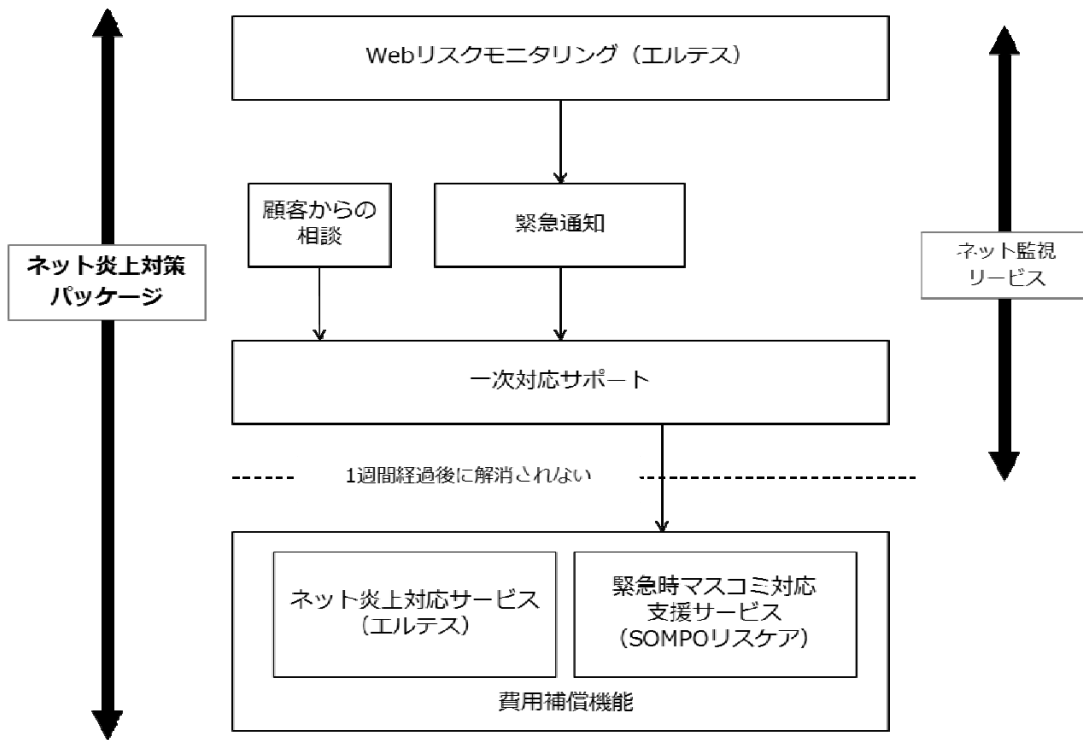 Webリスクモニタリング（エルテス）
顧客からの
相談
緊急通知
ネット炎上対策
パッケージ
ネット監視
リービス
一次対応サポート
1週間経過後に解消されない
ネット炎上対応サービス
（エルテス）
緊急時マスコミ対応
支援サービス
（SOMPOリスケア）
費用補償機能